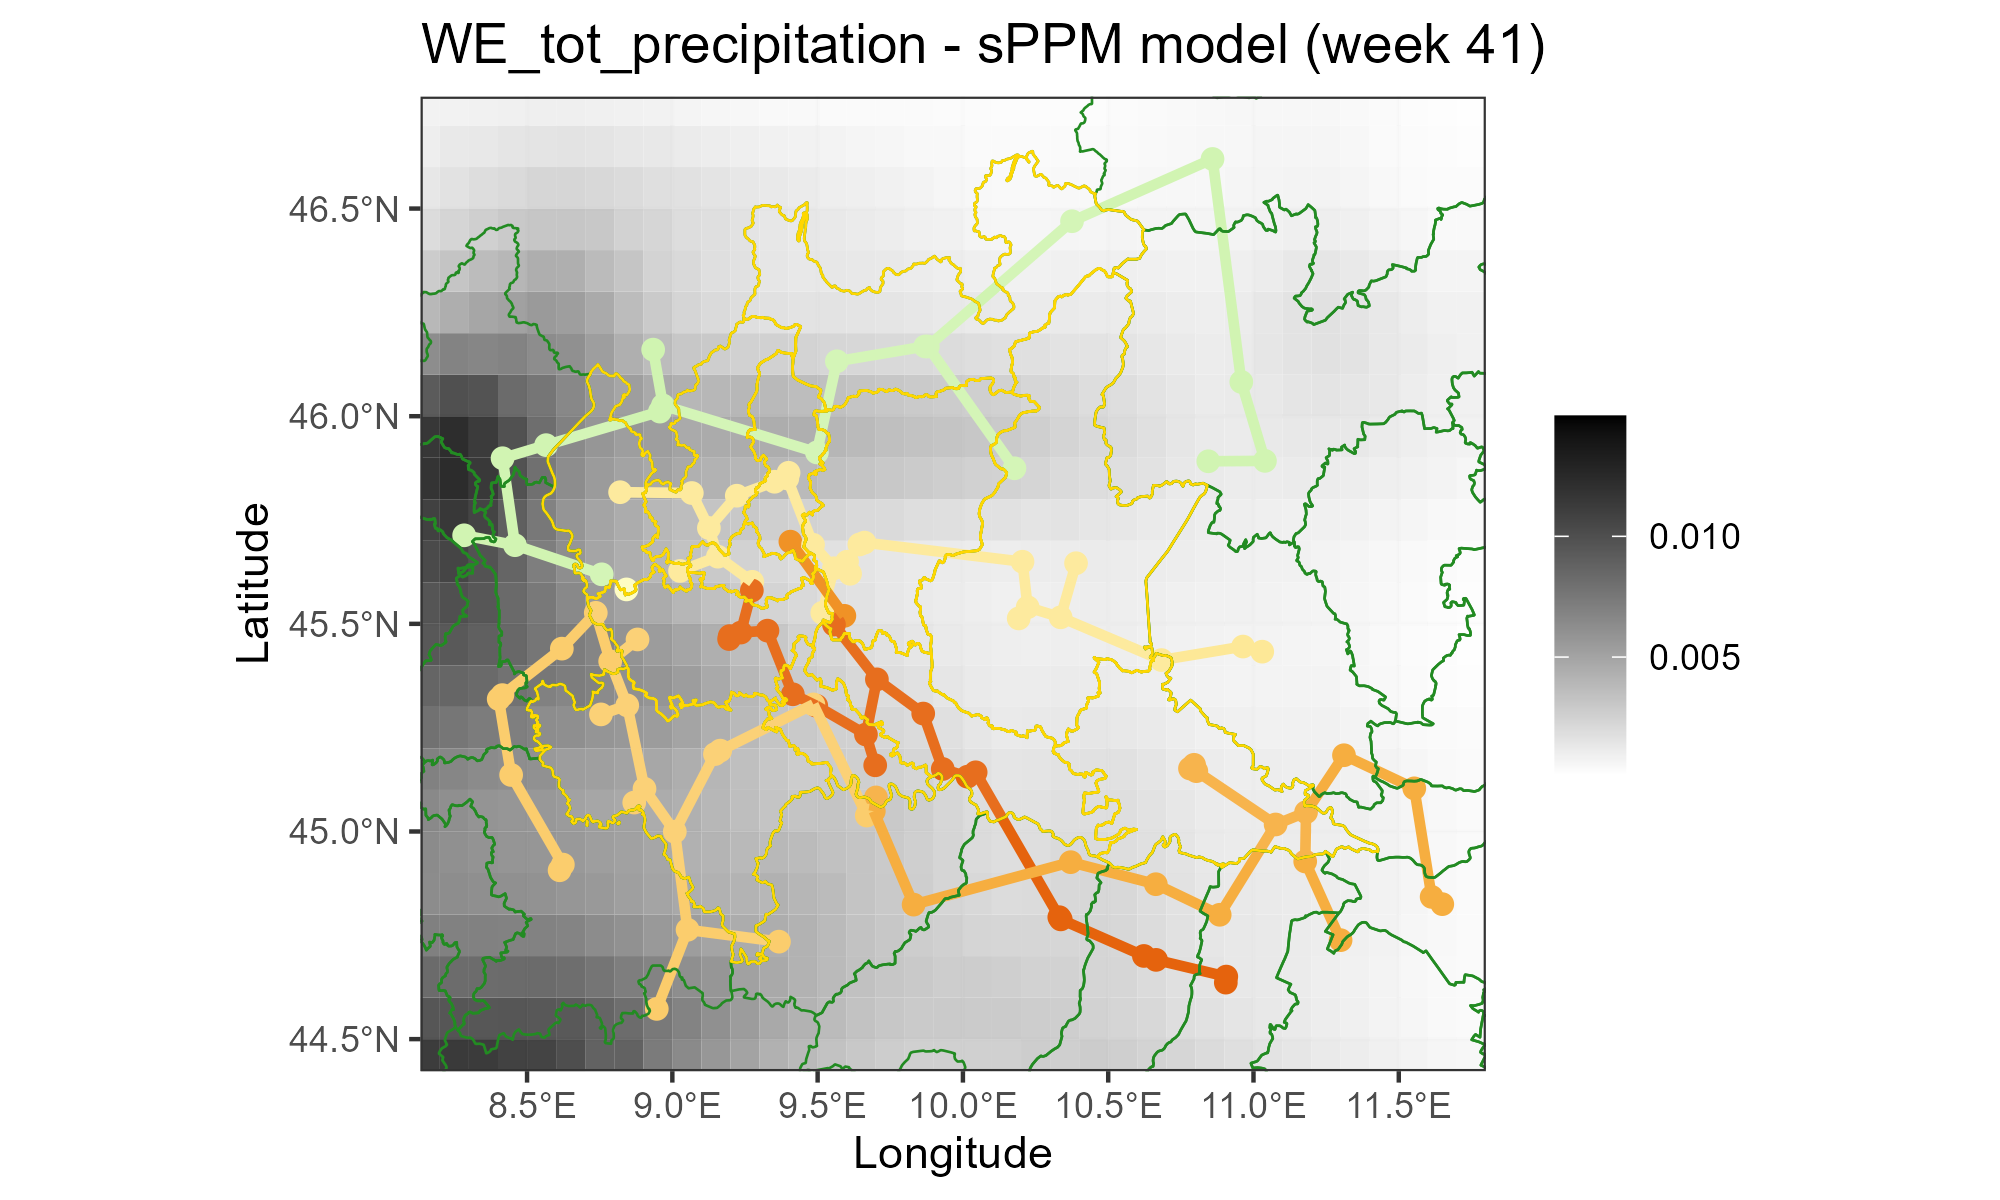 WE_tot_precipitation - sPPM model (week 41)
46.5°N
46.0°N
45.5°N
45.0°N
44.5°N
Latitude
0.010
0.005
8.5°E 9.0°E 9.5°E 10.0°E 10.5°E 11.0°E 11.5°E
Longitude